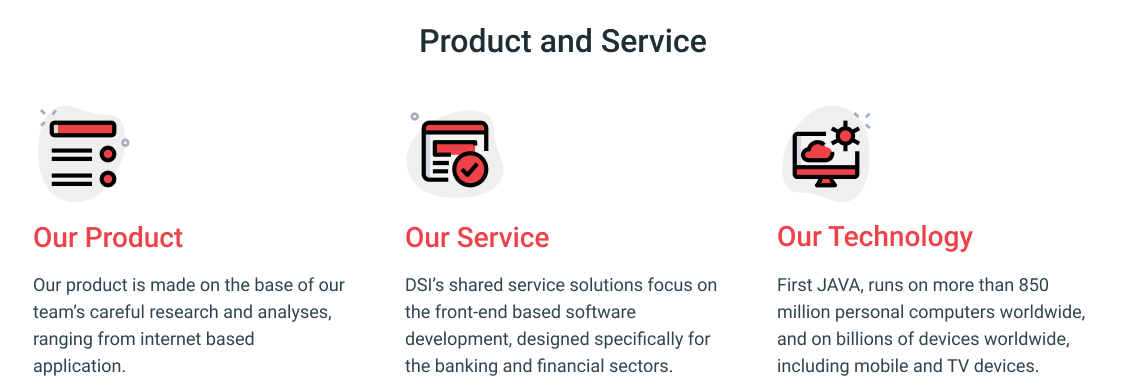 Product and Service
Our Product
Our product is made on the base of our
team's careful research and analyses,
ranging from internet based
application.
Our Service
DSI's shared service solutions focus on
the front-end based software
development, designed specifically for
the banking and financial sectors.
Our Technology
First JAVA, runs on more than 850
million personal computers worldwide,
and on billions of devices worldwide,
including mobile and TV devices.